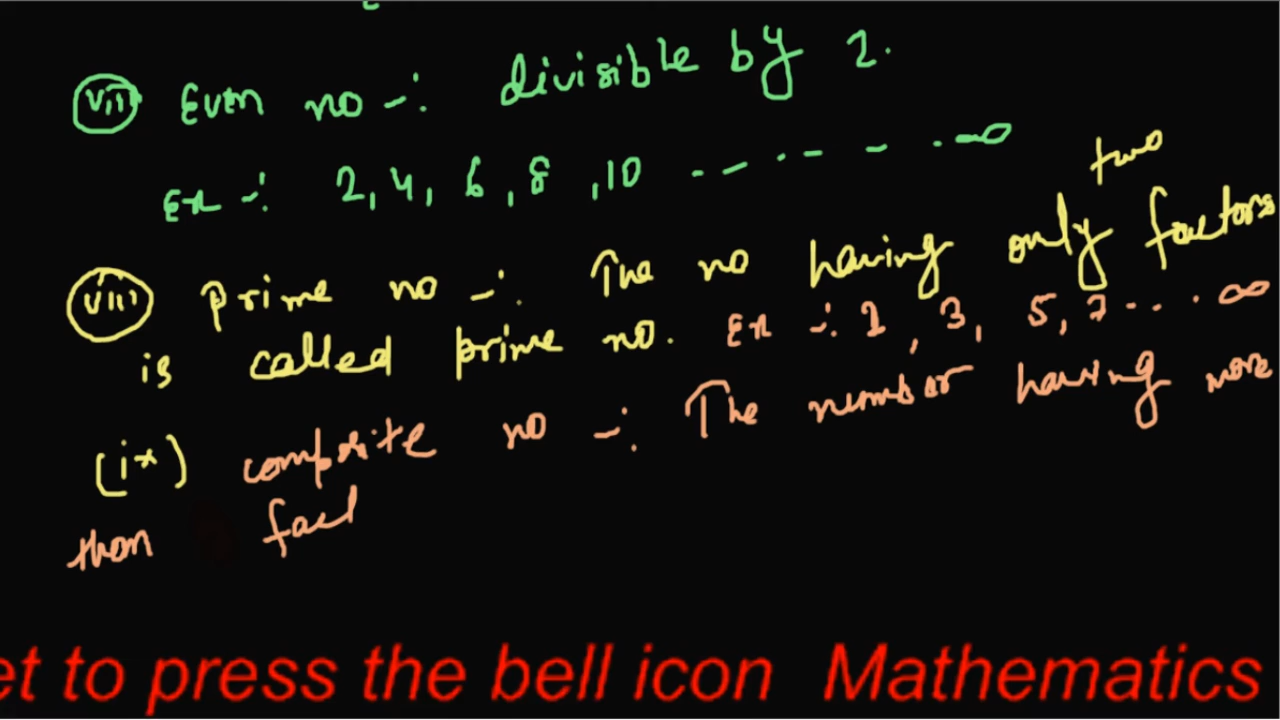 (vii) Even no -: divisible by 2.
Ex -: 2, 4, 6, 8, 10 -- .- - . -∞
two
(viii) prime no -: The no having only factors
is called prime no. Ex -: 2, 3, 5, 7 ... ∞
(ix) composite no -: The number having more
than fact
et to press the bell icon Mathematics